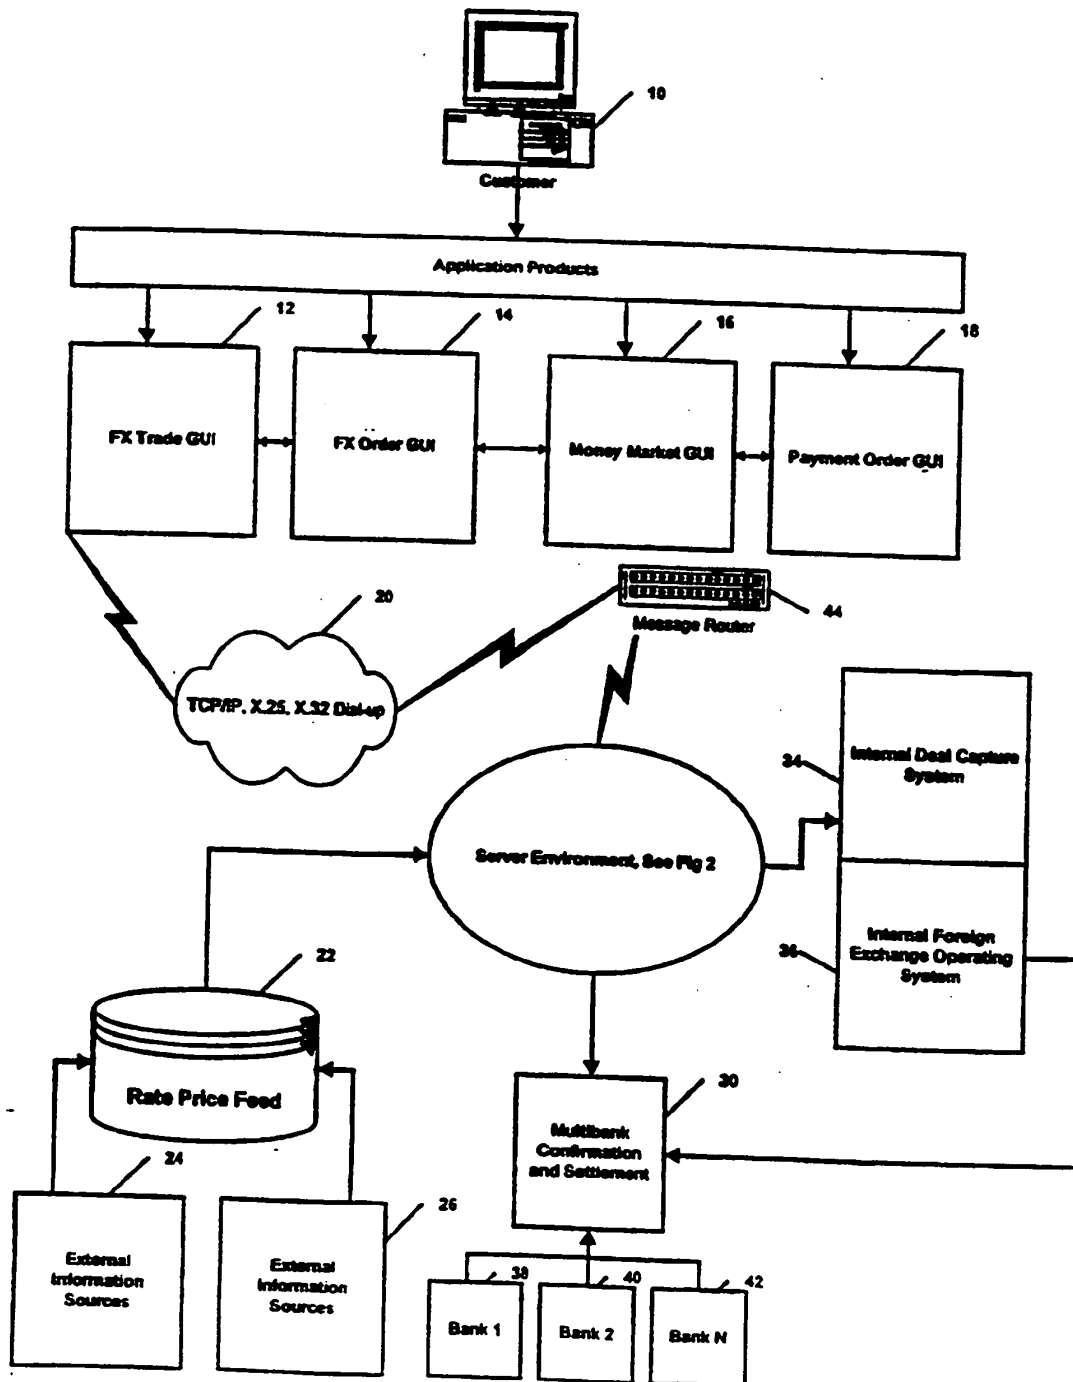 10
Customer
Application Products
12
14
16
18
FX Trade GUI
FX Order GUI
Money Market GUI
Payment Order GUI
20
44
Message Router
TCP/IP, X.25, X.32 Dial-up
34
Internal Deal Capture
System
Server Environment, See Fig 2
36
Internal Foreign
Exchange Operating
System
22
Rate Price Feed
30
Multibank
Confirmation
and Settlement
24
26
External
Information
Sources
External
Information
Sources
38
40
42
Bank 1
Bank 2
Bank N